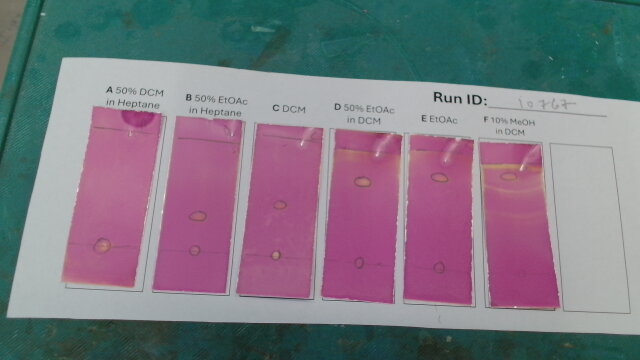 Run ID: 10767
A 50% DCM
in Heptane
B 50% EtOAc
in Heptane
C DCM
D 50% EtOAc
in DCM
E EtOAc
F 10% MeOH
in DCM